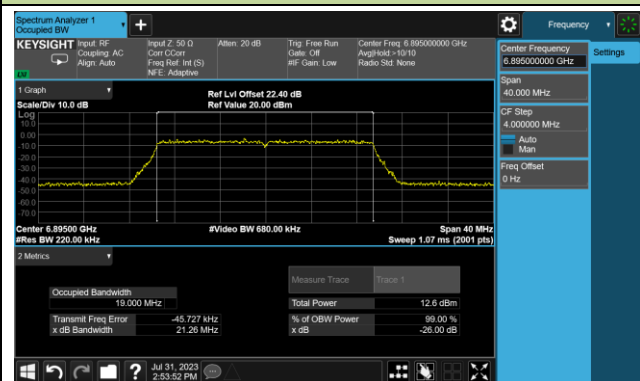 Spectrum Analyzer 1
Occupied BW
+
Frequency
KEYSIGHT
Input: RF
Coupling: AC
Align: Auto
Input Z: 50 Ω
Corr CCorr
Freq Ref: Int (S)
NFE: Adaptive
Atten: 20 dB
Trig: Free Run
Gate: Off
#IF Gain: Low
Center Freq: 6.895000000 GHz
Avg|Hold:>10/10
Radio Std: None
Center Frequency
6.895000000 GHz
Settings
Span
40.000 MHz
CF Step
4.000000 MHz
Auto
Man
Freq Offset
0 Hz
1 Graph
Scale/Div 10.0 dB
Ref Lvl Offset 22.40 dB
Ref Value 20.00 dBm
Log
10.0
0.00
-10.0
-20.0
-30.0
-40.0
-50.0
-60.0
-70.0
Center 6.89500 GHz
#Res BW 220.00 kHz
#Video BW 680.00 kHz
Span 40 MHz
Sweep 1.07 ms (2001 pts)
2 Metrics
Measure Trace
Trace 1
Occupied Bandwidth
19.000 MHz
Total Power
12.6 dBm
Transmit Freq Error
-45.727 kHz
% of OBW Power
99.00 %
x dB Bandwidth
21.26 MHz
x dB
-26.00 dB
?
Jul 31, 2023
2:53:52 PM